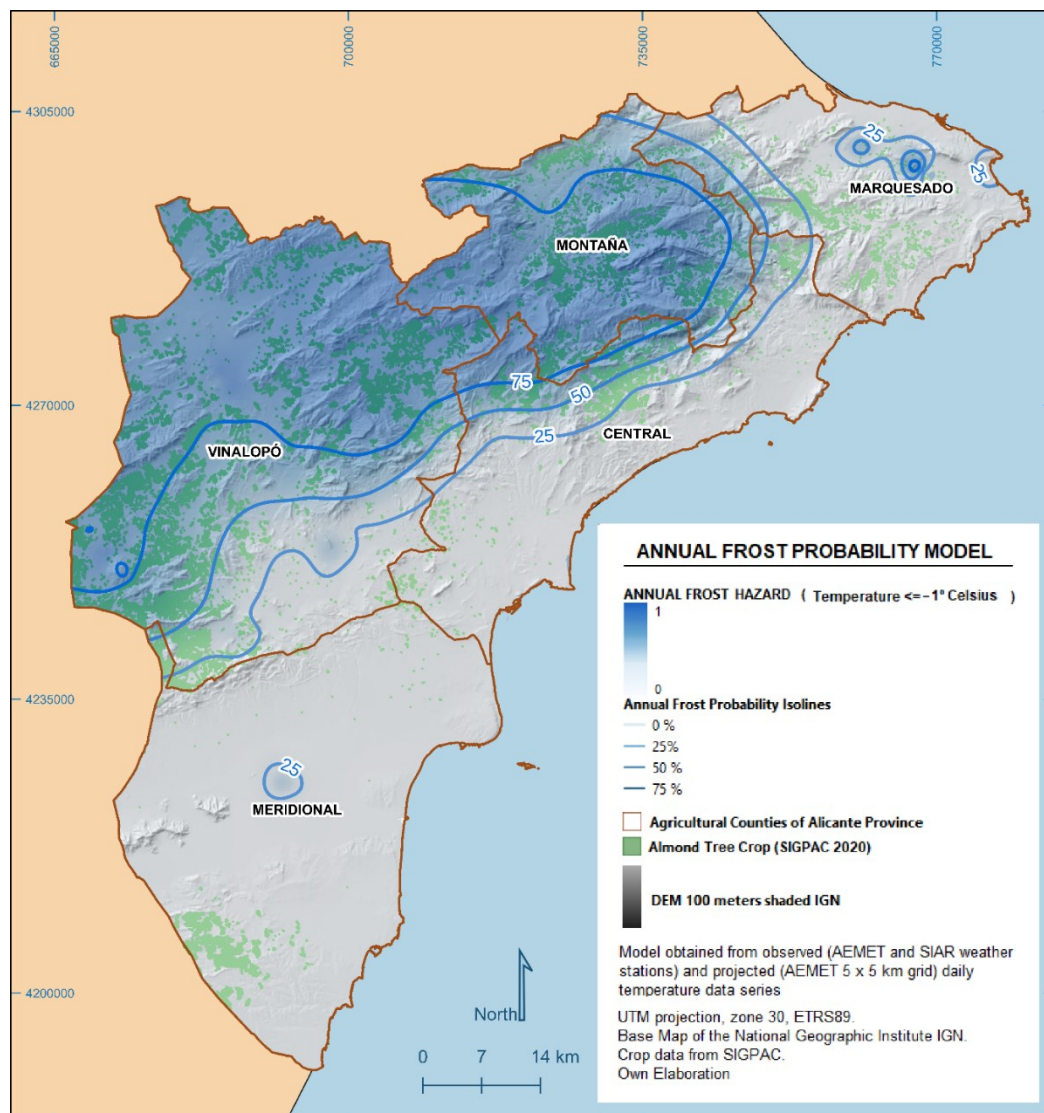 665000
700000
735000
770000
4305000
25
25
MARQUESADO
MONTAÑA
75
50
4270000
25
CENTRAL
VINALOPÓ
4235000
25
MERIDIONAL
4200000
North
0 7 14 km
ANNUAL FROST PROBABILITY MODEL
ANNUAL FROST HAZARD ( Temperature <=−1° Celsius )
1
0
Annual Frost Probability Isolines
0 %
25%
50 %
75 %
Agricultural Counties of Alicante Province
Almond Tree Crop (SIGPAC 2020)
DEM 100 meters shaded IGN
Model obtained from observed (AEMET and SIAR weather
stations) and projected (AEMET 5 x 5 km grid) daily
temperature data series
UTM projection, zone 30, ETRS89.
Base Map of the National Geographic Institute IGN.
Crop data from SIGPAC.
Own Elaboration